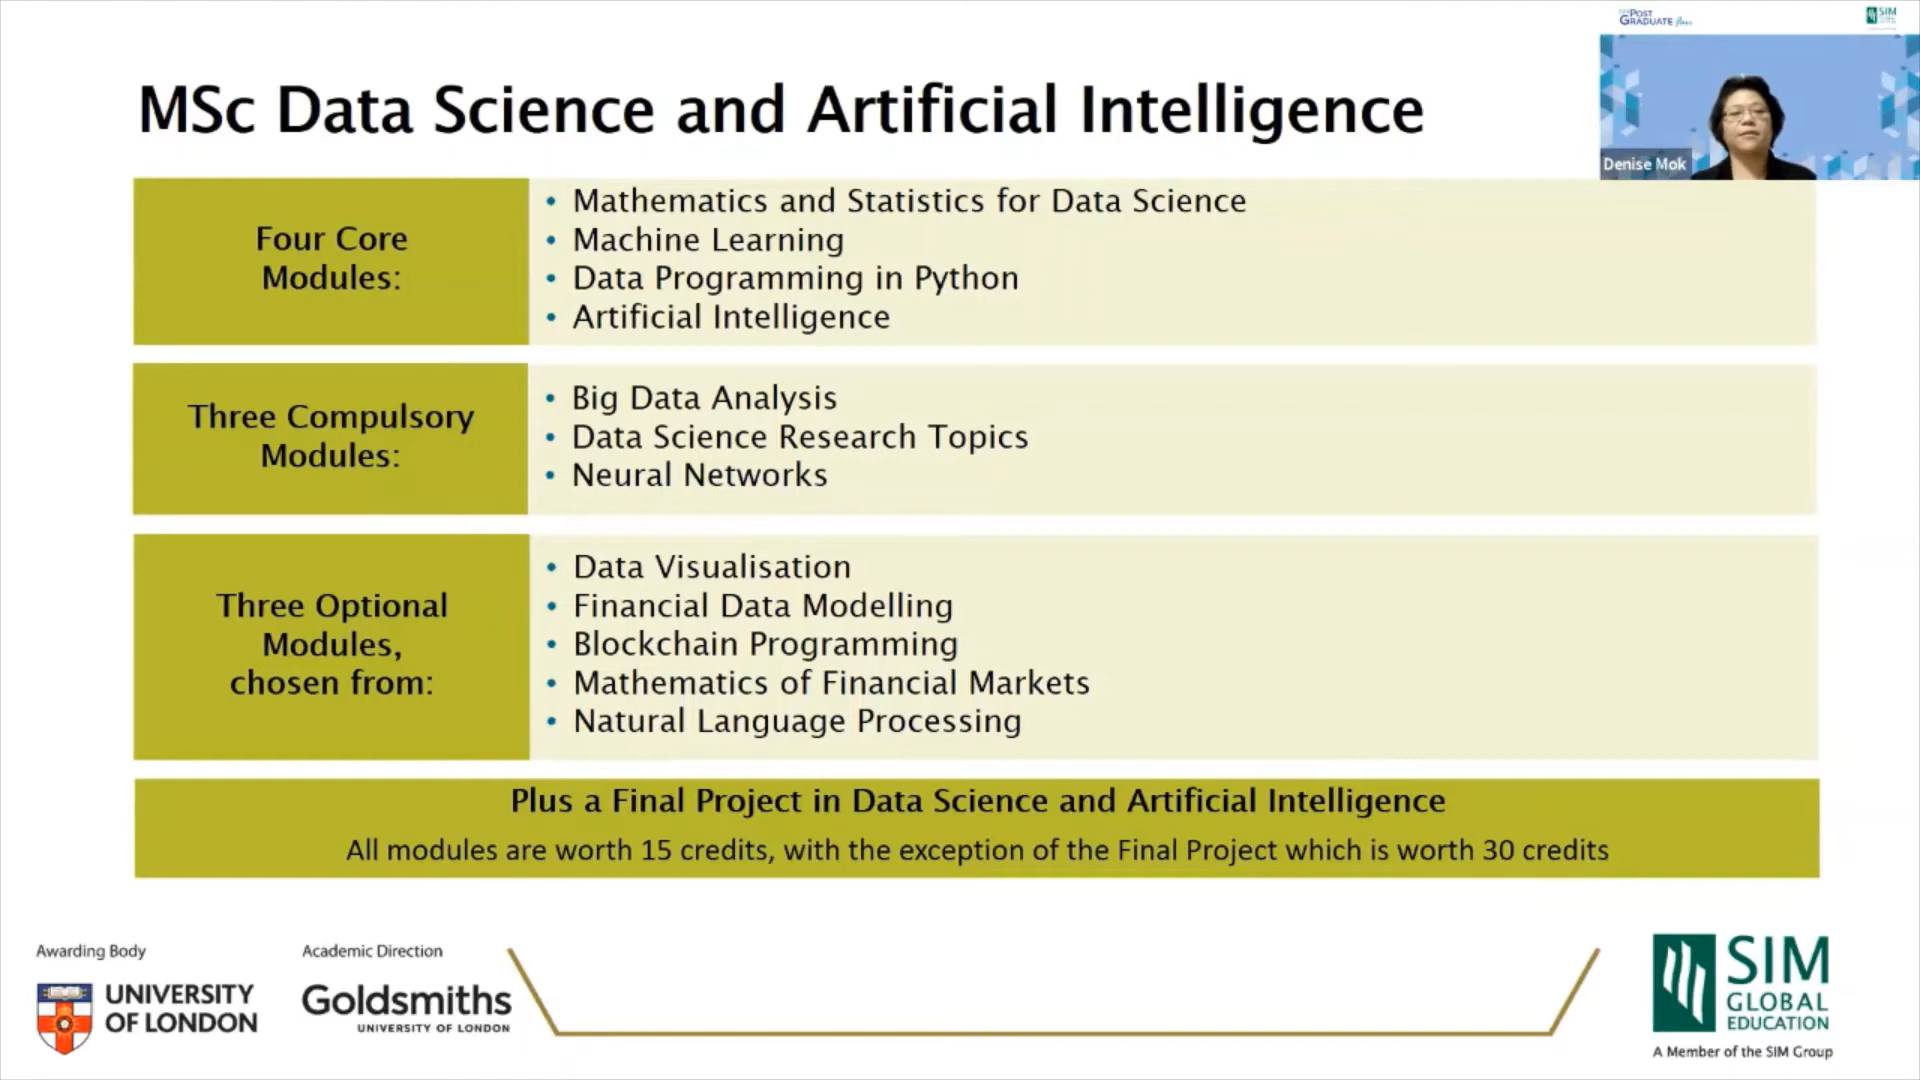 POST
GRADUATE
SIM
MSc Data Science and Artificial Intelligence
Denise Mok
Four Core
Modules:
• Mathematics and Statistics for Data Science
• Machine Learning
• Data Programming in Python
• Artificial Intelligence
Three Compulsory
Modules:
• Big Data Analysis
• Data Science Research Topics
• Neural Networks
Three Optional
Modules,
chosen from:
• Data Visualisation
• Financial Data Modelling
• Blockchain Programming
• Mathematics of Financial Markets
• Natural Language Processing
Plus a Final Project in Data Science and Artificial Intelligence
All modules are worth 15 credits, with the exception of the Final Project which is worth 30 credits
Awarding Body
UNIVERSITY
OF LONDON
Academic Direction
Goldsmiths
UNIVERSITY OF LONDON
SIM
GLOBAL
EDUCATION
A Member of the SIM Group